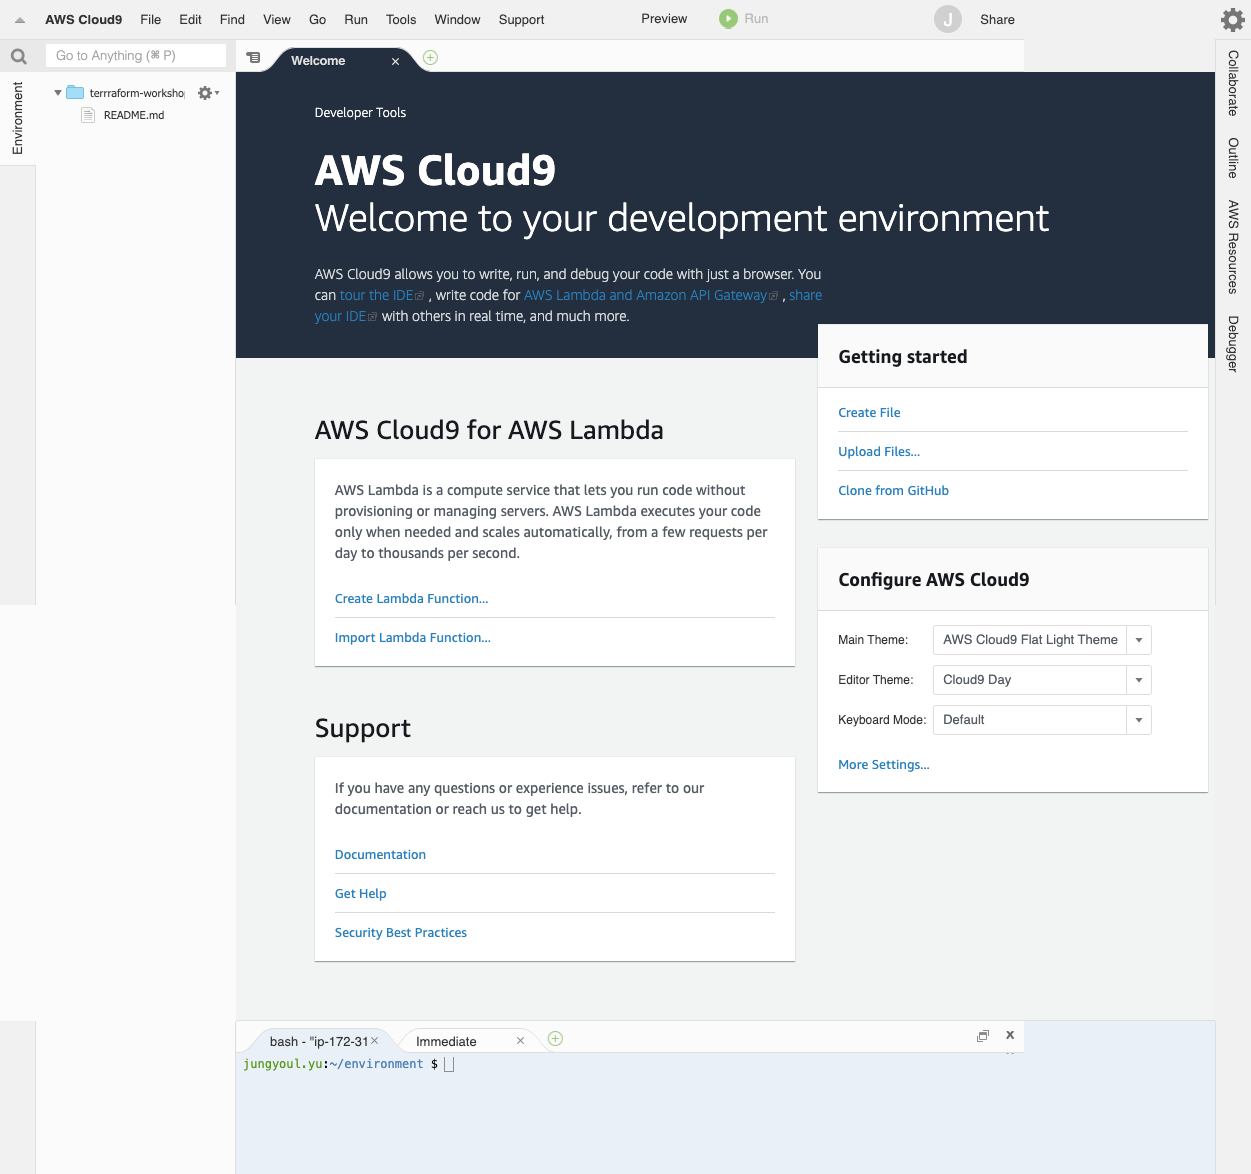 AWS Cloud9 File Edit Find View Go Run Tools Window Support Preview Run J Share
Go to Anything (⌘ P)
Welcome
Environment
terrraform-worksho
README.md
Collaborate
Outline
AWS Resources
Debugger
Developer Tools
AWS Cloud9
Welcome to your development environment
AWS Cloud9 allows you to write, run, and debug your code with just a browser. You
can tour the IDE , write code for AWS Lambda and Amazon API Gateway , share
your IDE with others in real time, and much more.
Getting started
Create File
Upload Files...
Clone from GitHub
AWS Cloud9 for AWS Lambda
AWS Lambda is a compute service that lets you run code without
provisioning or managing servers. AWS Lambda executes your code
only when needed and scales automatically, from a few requests per
day to thousands per second.
Create Lambda Function...
Import Lambda Function...
Configure AWS Cloud9
Main Theme: AWS Cloud9 Flat Light Theme
Editor Theme: Cloud9 Day
Keyboard Mode: Default
More Settings...
Support
If you have any questions or experience issues, refer to our
documentation or reach us to get help.
Documentation
Get Help
Security Best Practices
bash - "ip-172-31 Immediate
jungyoul.yu:~/environment $